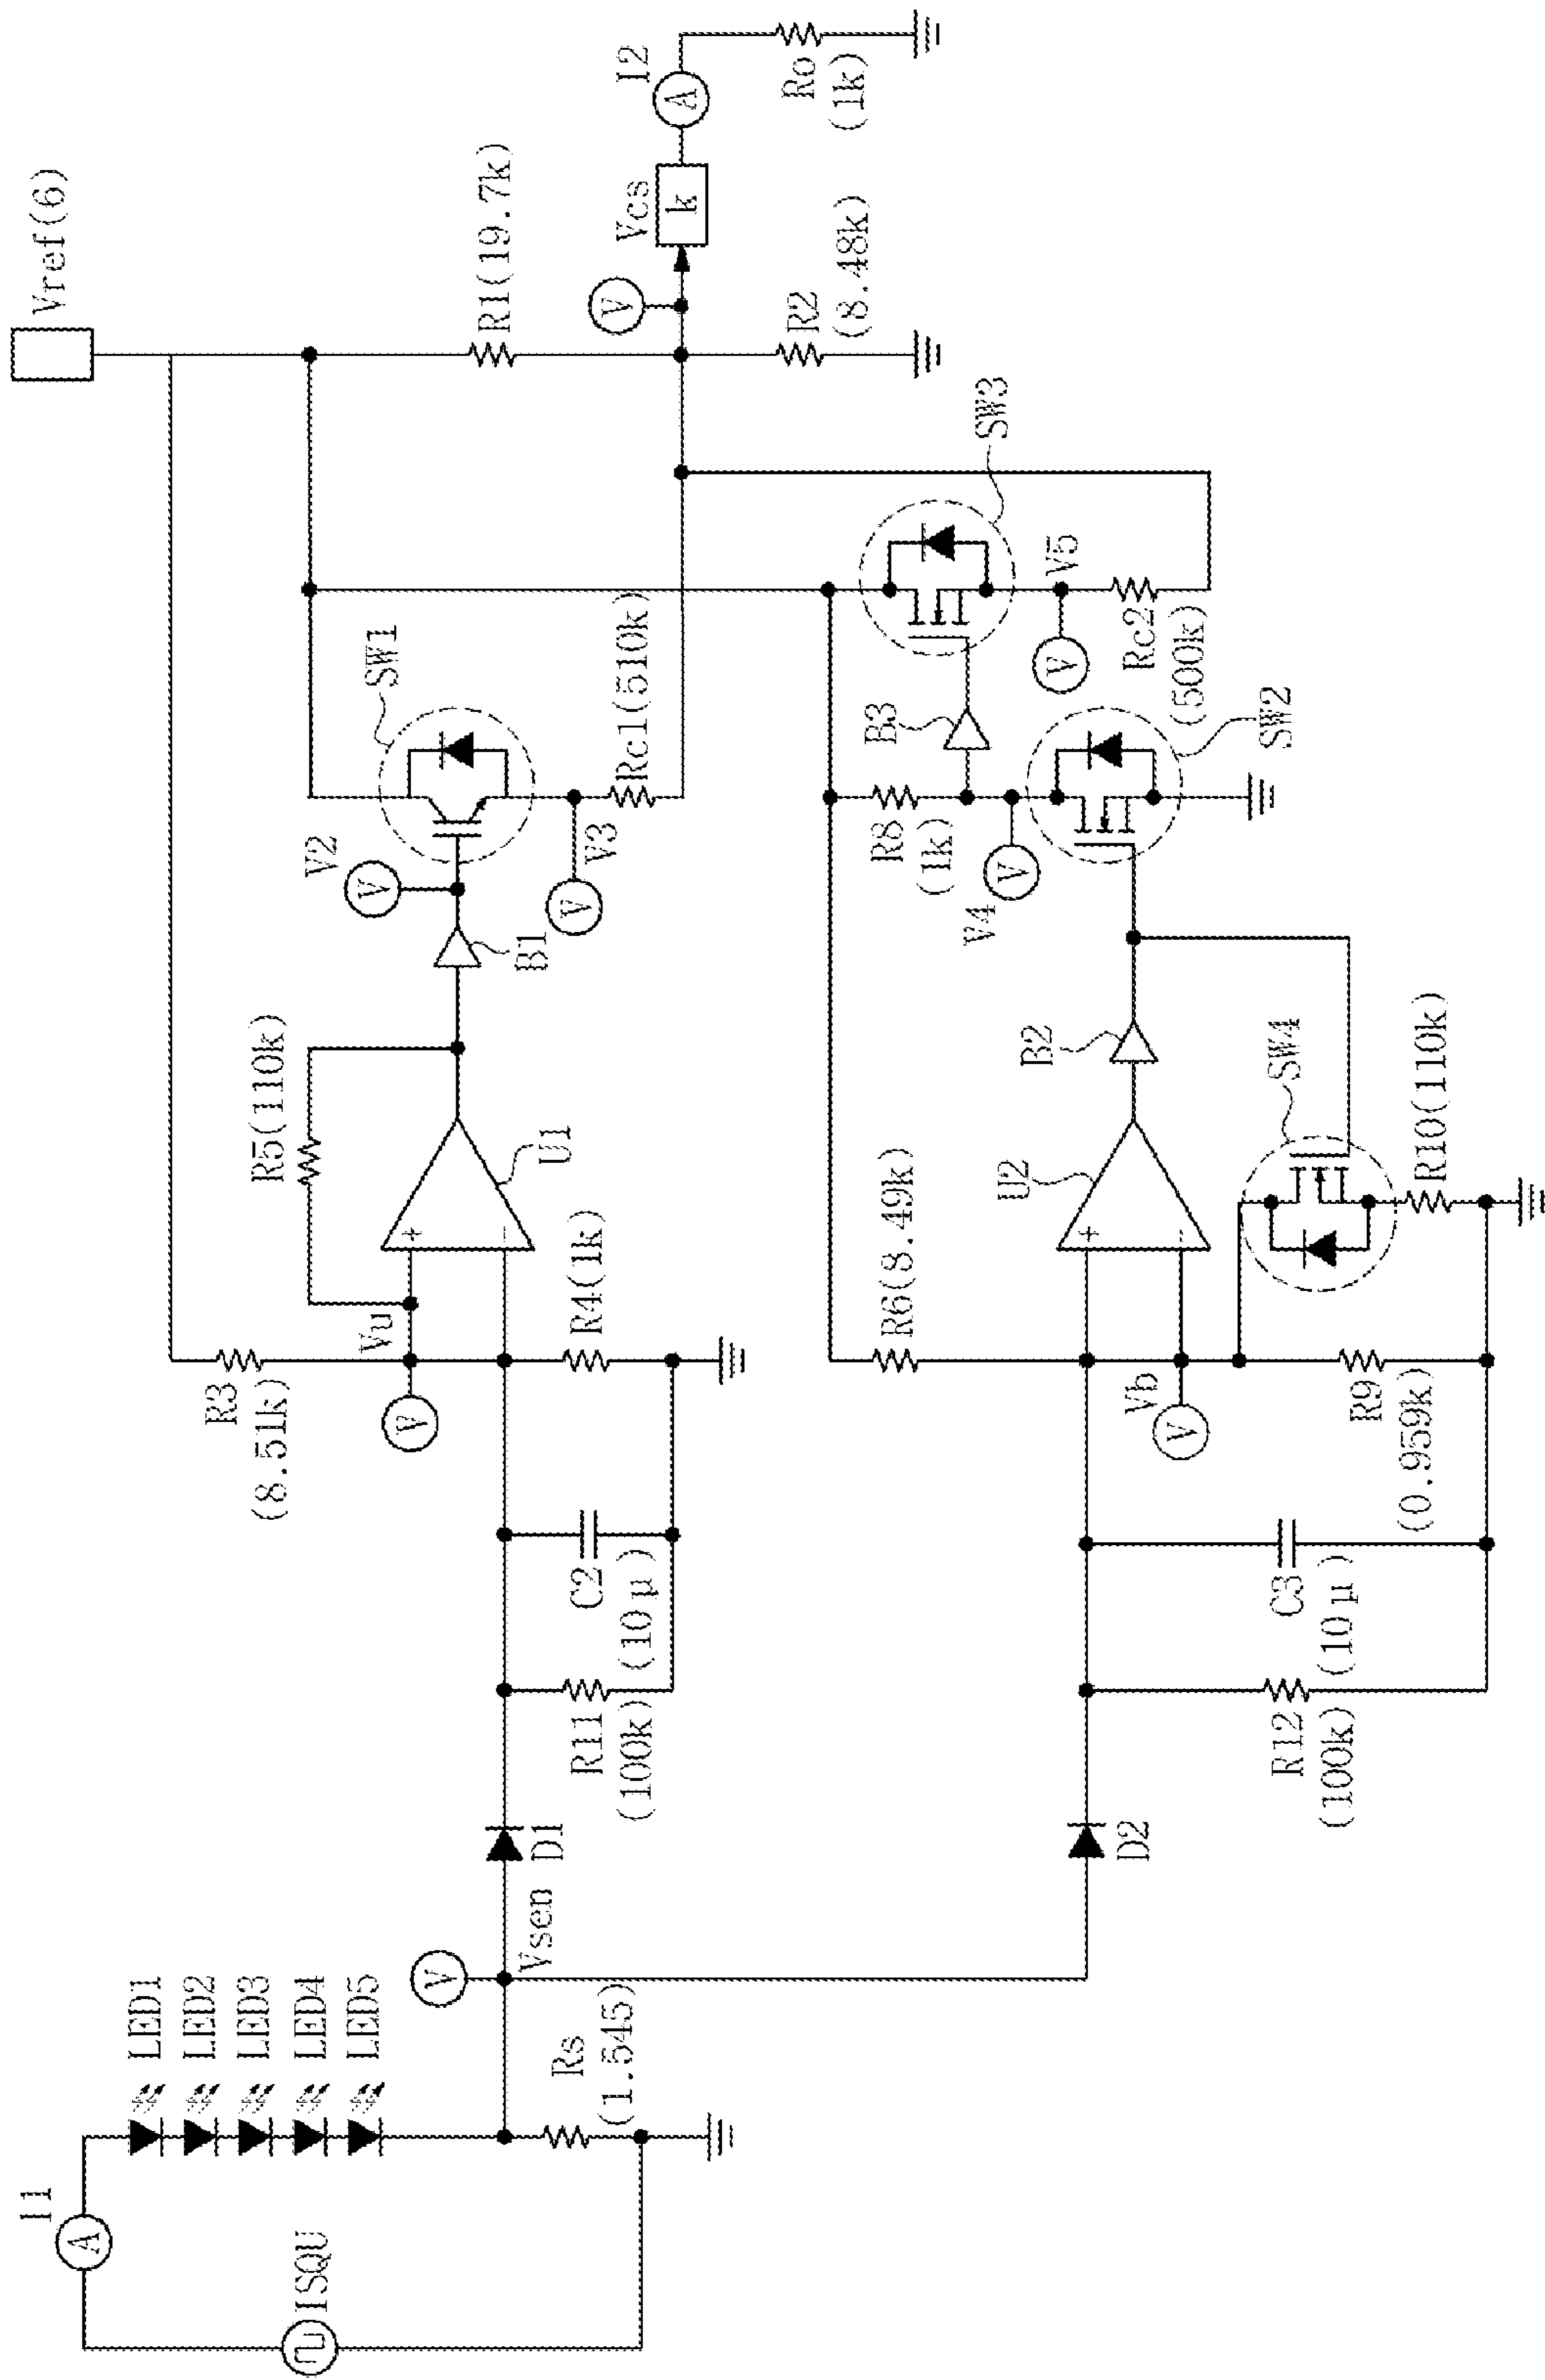 I1
A
ISQU
LED1
LED2
LED3
LED4
LED5
Rs
(1.545)
V
Vsen
D1
D2
R11
(100k)
C2
(10μ)
R12
(100k)
C3
(10μ)
R3
(8.51k)
V
Vu
R4(1k)
R5(110k)
+
−
U1
B1
V2
V
SW1
V
V3
Rc1(510k)
Vref(6)
R1(19.7k)
V
Vcs
k
A
I2
Ro
(1k)
R2
(8.48k)
R6(8.49k)
V
Vb
R9
(0.959k)
+
−
U2
B2
SW4
R10(110k)
R8
(1k)
V4
V
B3
SW2
SW3
V5
V
Rc2
(500k)